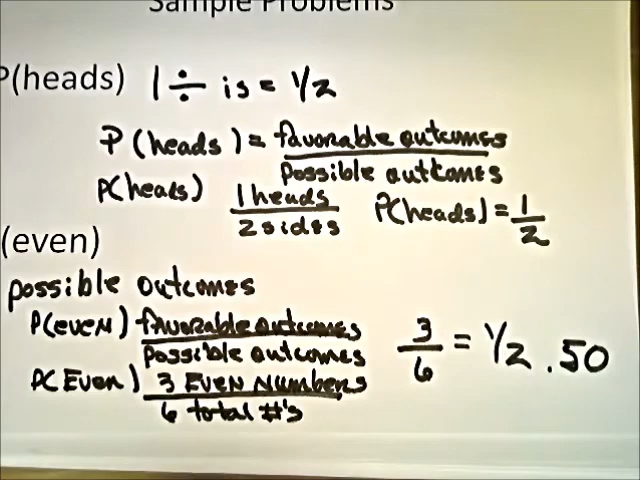 Sample Problems
P(heads) 1 ÷ is = 1/2
P(heads) = favorable outcomes
possible outcomes
P(heads) 1 heads / 2 sides P(heads) = 1/2
(even)
possible outcomes
P(even) favorable outcomes
possible outcomes
P(Even) 3 Even Numbers
6 total #'s
3/6 = 1/2 .50